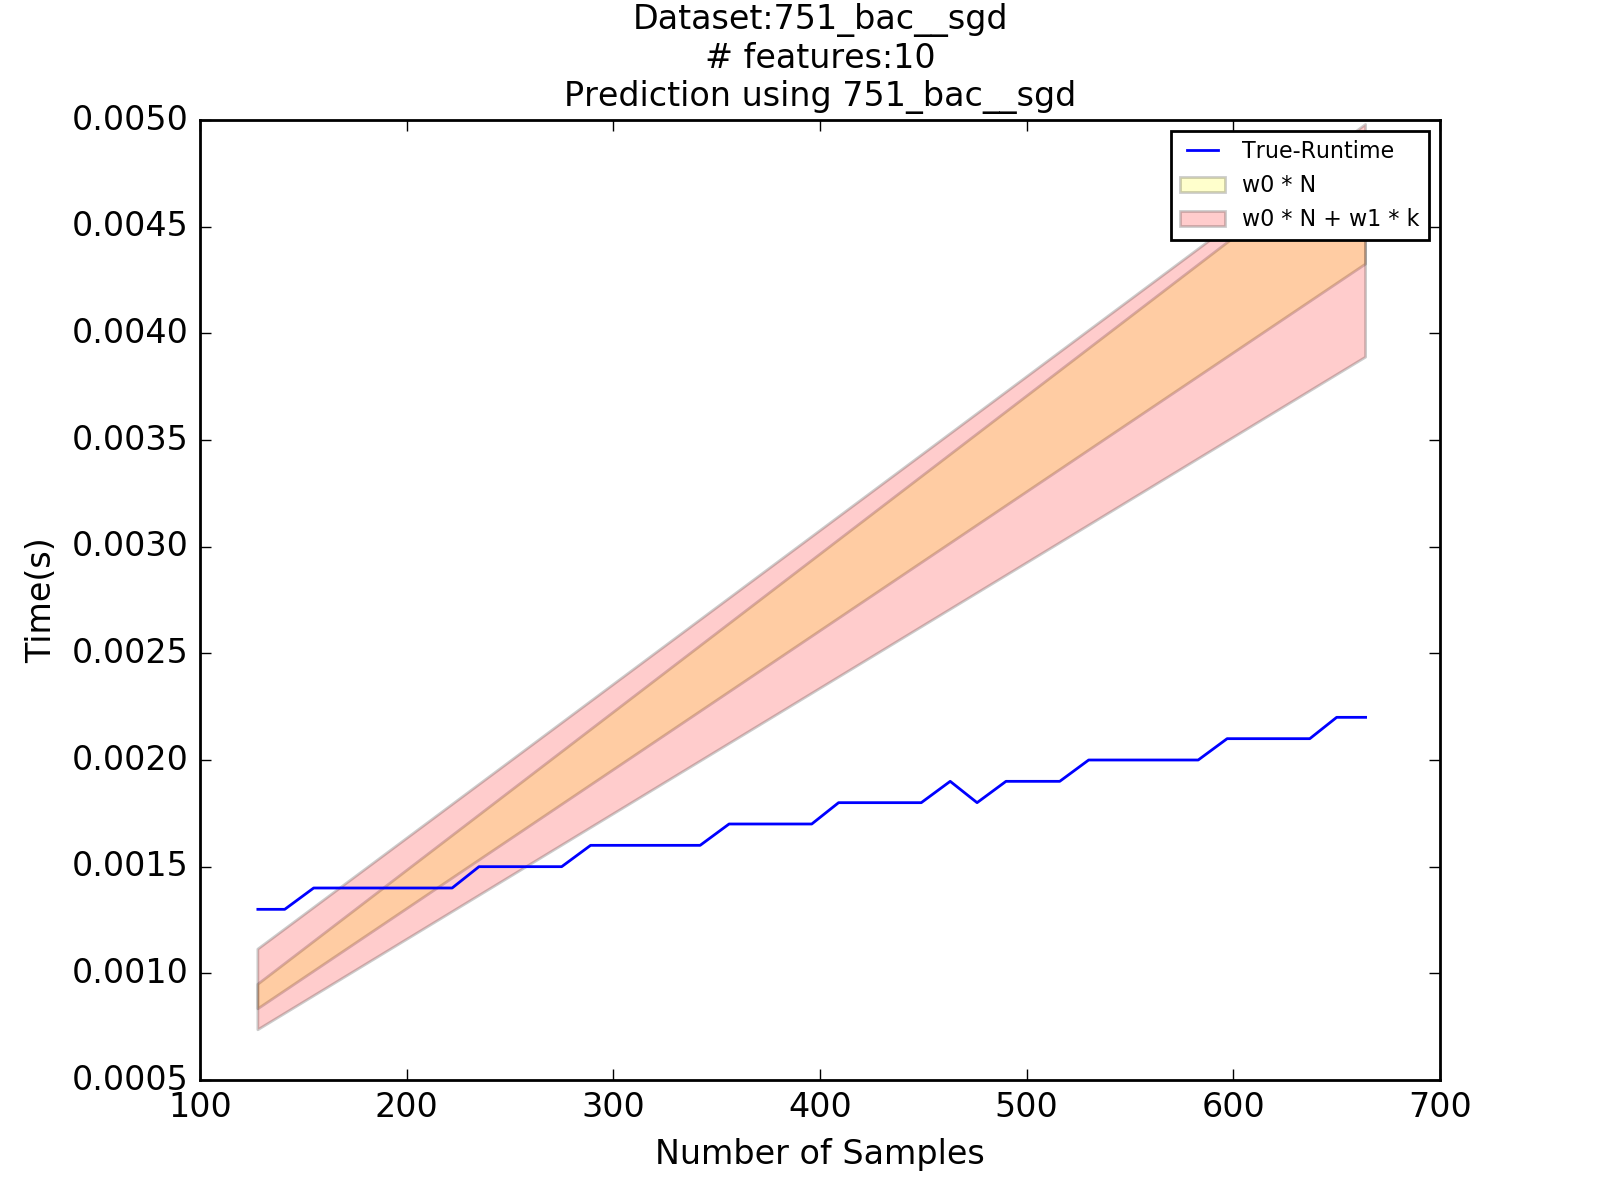 Dataset:751_bac__sgd
# features:10
Prediction using 751_bac__sgd
True-Runtime
w0 * N
w0 * N + w1 * k
0.0050
0.0045
0.0040
0.0035
0.0030
0.0025
0.0020
0.0015
0.0010
0.0005
Time(s)
100 200 300 400 500 600 700
Number of Samples